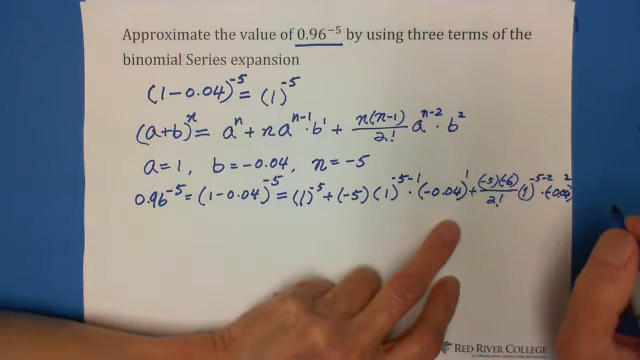 Approximate the value of 0.96⁻⁵ by using three terms of the
binomial Series expansion
(1-0.04)⁻⁵ = (1)⁻⁵
(a+b)ⁿ = aⁿ + n aⁿ⁻¹·b¹ + n(n-1)/2! aⁿ⁻²·b²
a=1, b=-0.04, n=-5
0.96⁻⁵ = (1-0.04)⁻⁵ = (1)⁻⁵ + (-5)(1)⁻⁵⁻¹·(-0.04)¹ + (-5)(-6)/2! (1)⁻⁵⁻²·(-0.04)²
RED RIVER COLLEGE